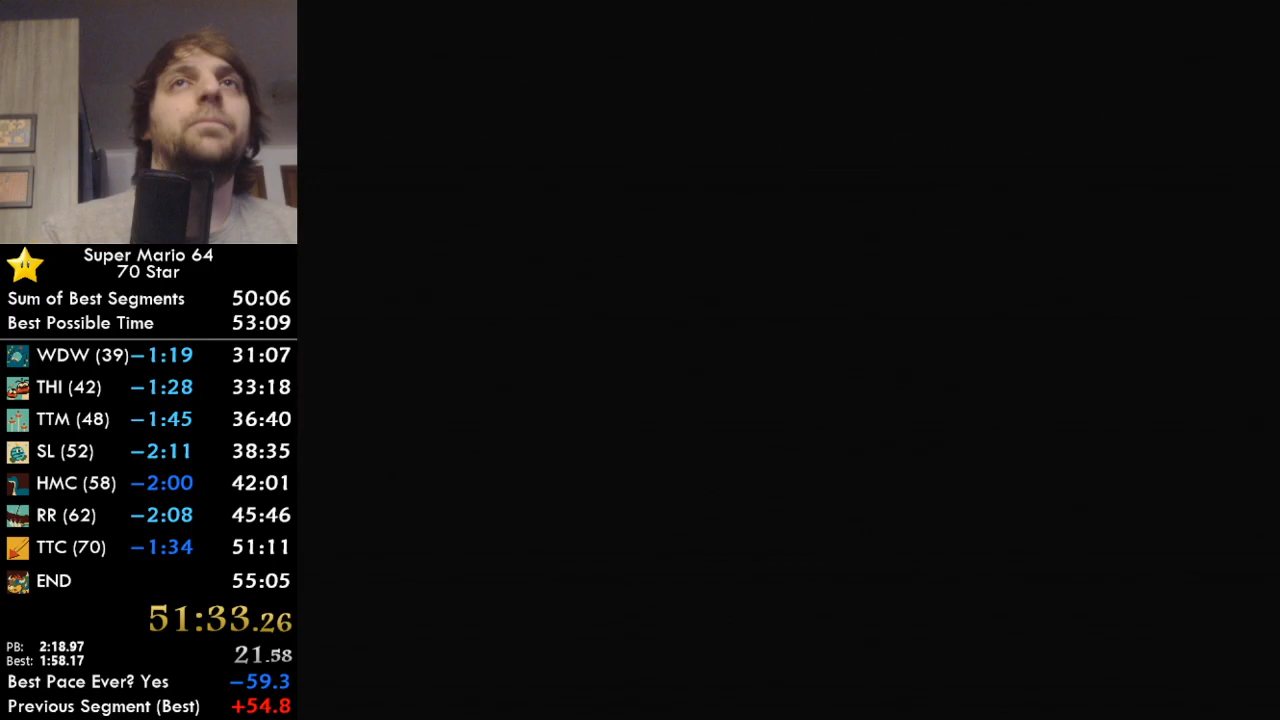 Super Mario 64
70 Star
Sum of Best Segments 50:06
Best Possible Time 53:09
WDW (39) −1:19 31:07
THI (42) −1:28 33:18
TTM (48) −1:45 36:40
SL (52) −2:11 38:35
HMC (58) −2:00 42:01
RR (62) −2:08 45:46
TTC (70) −1:34 51:11
END 55:05
51:33.26
PB: 2:18.97
Best: 1:58.17
21.58
Best Pace Ever? Yes −59.3
Previous Segment (Best) +54.8